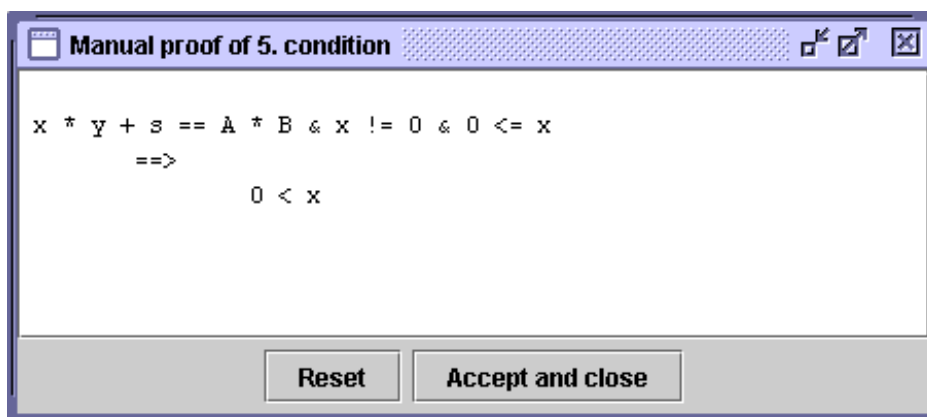 Manual proof of 5. condition
x * y + s == A * B & x != 0 & 0 <= x
==>
0 < x
Reset
Accept and close